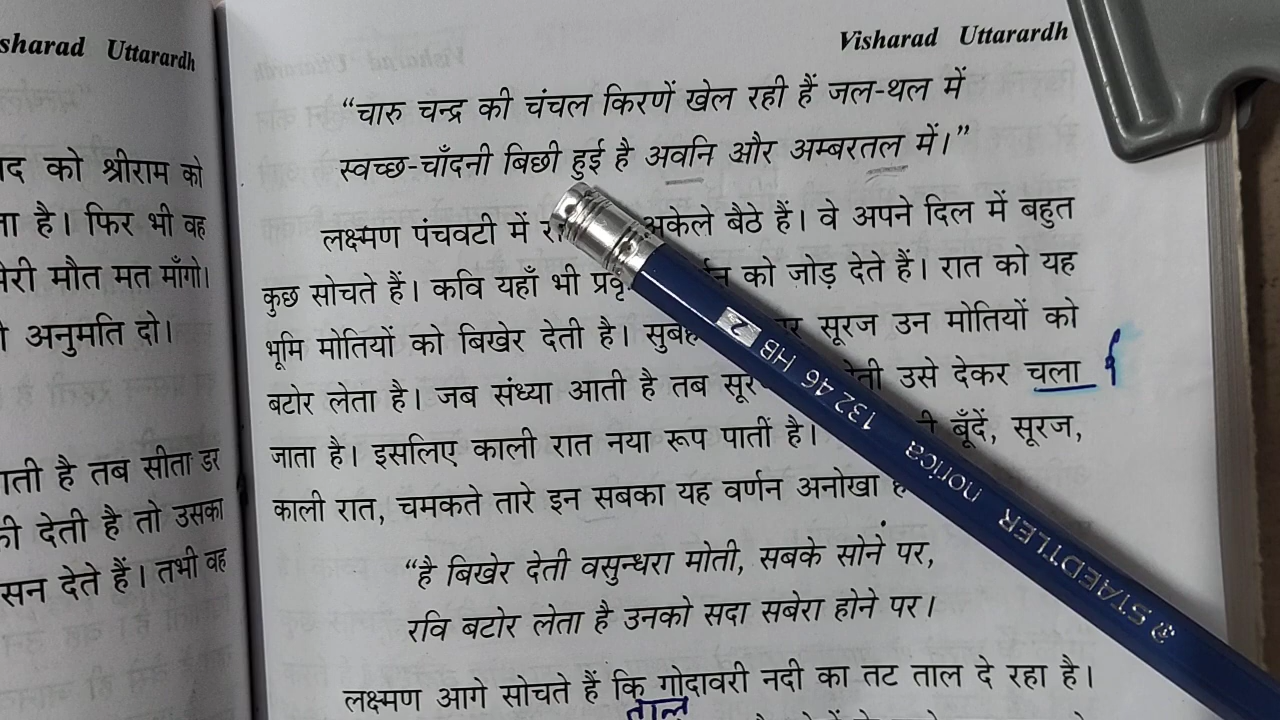 Uttarardh
को श्रीराम को
है। फिर भी वह
मौत मत माँगो।
अनुमति दो।
है तब सीता डर
देती है तो उसका
देते हैं। तभी वह
Visharad Uttarardh
“चारु चन्द्र की चंचल किरणें खेल रही हैं जल-थल में
स्वच्छ-चाँदनी बिछी हुई है अवनि और अम्बरतल में।”
लक्ष्मण पंचवटी में अकेले बैठे हैं। वे अपने दिल में बहुत
कुछ सोचते हैं। कवि यहाँ भी को जोड़ देते हैं। रात को यह
भूमि मोतियों को बिखेर देती है। सूरज उन मोतियों को
बटोर लेता है। जब संध्या आती है तब उसे देकर चला
जाता है। इसलिए काली रात नया रूप पातीं है। बूँदें, सूरज,
काली रात, चमकते तारे इन सबका यह वर्णन अनोखा
“है बिखेर देती वसुन्धरा मोती, सबके सोने पर,
रवि बटोर लेता है उनको सदा सबेरा होने पर।
लक्ष्मण आगे सोचते हैं कि गोदावरी नदी का तट ताल दे रहा है।
ताल
STAEDTLER norica 132 46 HB 2